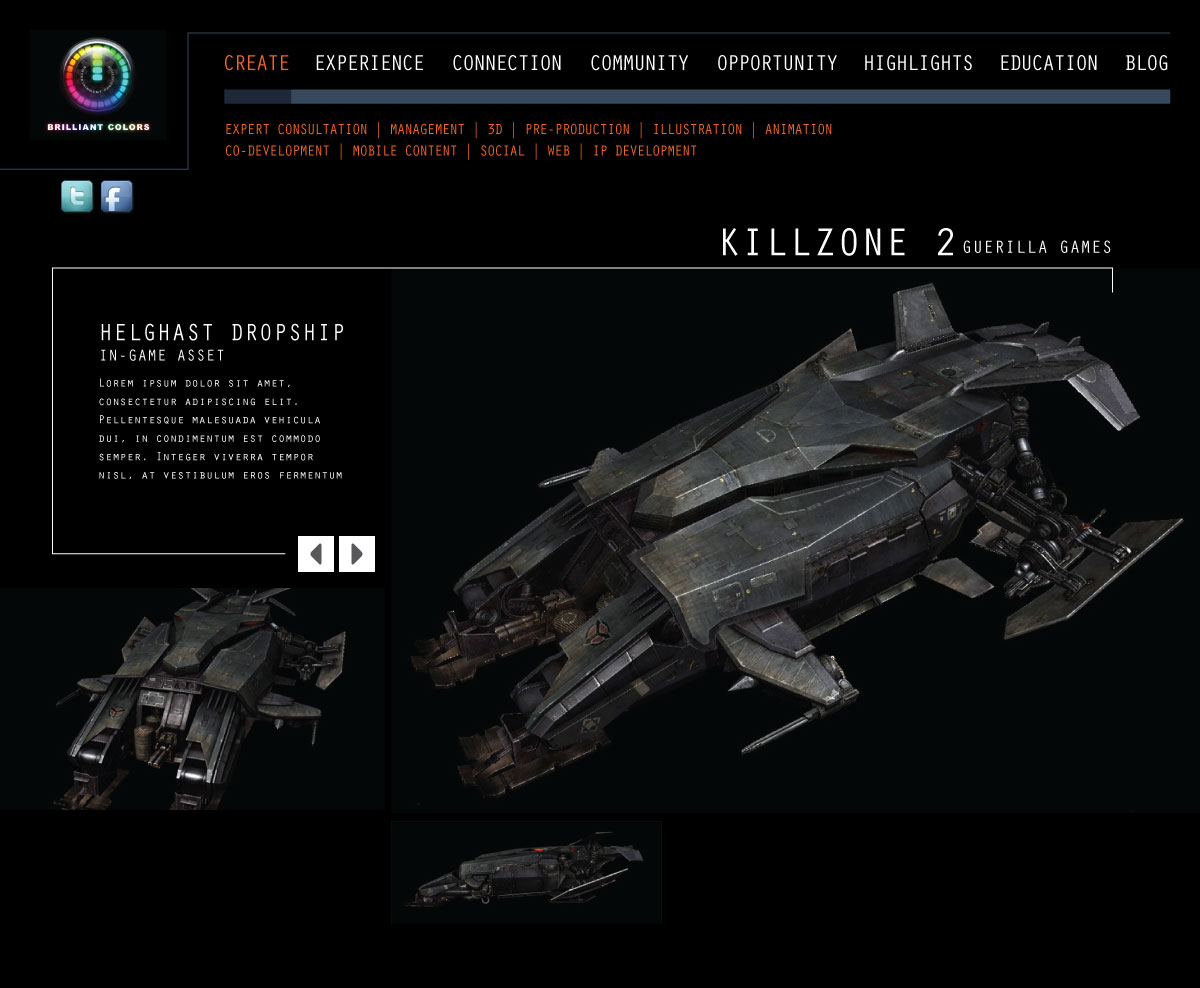 BRILLIANT COLORS
CREATE EXPERIENCE CONNECTION COMMUNITY OPPORTUNITY HIGHLIGHTS EDUCATION BLOG
EXPERT CONSULTATION | MANAGEMENT | 3D | PRE-PRODUCTION | ILLUSTRATION | ANIMATION
CO-DEVELOPMENT | MOBILE CONTENT | SOCIAL | WEB | IP DEVELOPMENT
t f
KILLZONE 2 GUERILLA GAMES
HELGHAST DROPSHIP
IN-GAME ASSET
LOREM IPSUM DOLOR SIT AMET,
CONSECTETUR ADIPISCING ELIT.
PELLENTESQUE MALESUADA VEHICULA
DUI, IN CONDIMENTUM EST COMMODO
SEMPER. INTEGER VIVERRA TEMPOR
NISL, AT VESTIBULUM EROS FERMENTUM